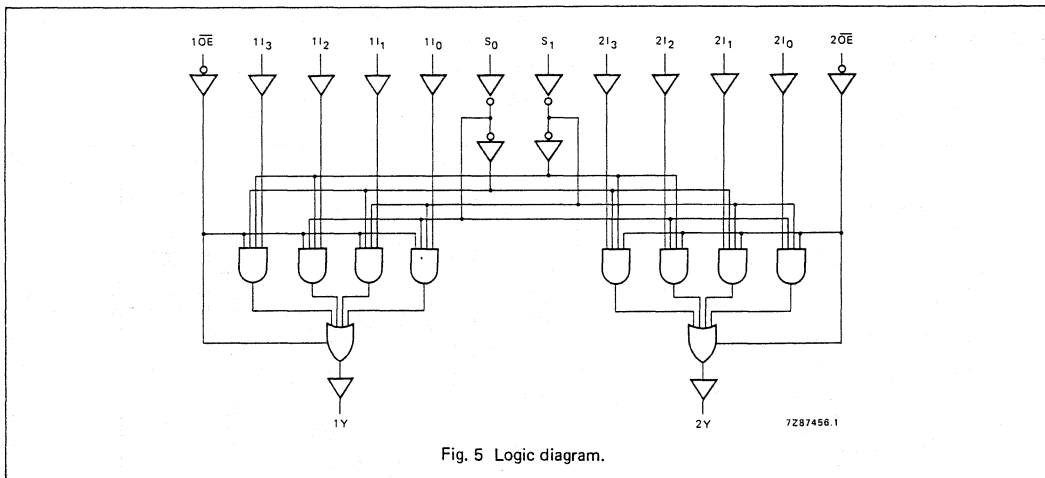 1OE̅ 1I₃ 1I₂ 1I₁ 1I₀ S₀ S₁ 2I₃ 2I₂ 2I₁ 2I₀ 2OE̅
1Y 2Y 7Z87456.1
Fig. 5 Logic diagram.